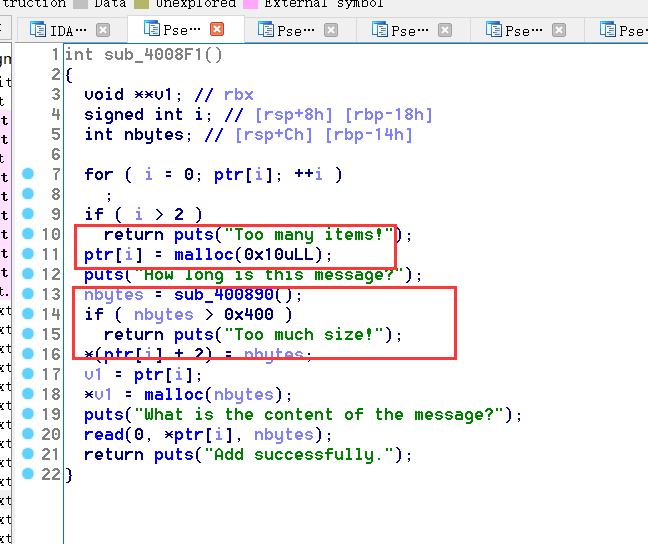 truction Data Unexplored External symbol
IDA… Pse… Pse… Pse… Pse… Pse
1 int sub_4008F1()
2 {
3 void **v1; // rbx
4 signed int i; // [rsp+8h] [rbp-18h]
5 int nbytes; // [rsp+Ch] [rbp-14h]
6
7 for ( i = 0; ptr[i]; ++i )
8 ;
9 if ( i > 2 )
10 return puts("Too many items!");
11 ptr[i] = malloc(0x10uLL);
12 puts("How long is this message?");
13 nbytes = sub_400890();
14 if ( nbytes > 0x400 )
15 return puts("Too much size!");
16 *(ptr[i] + 2) = nbytes;
17 v1 = ptr[i];
18 *v1 = malloc(nbytes);
19 puts("What is the content of the message?");
20 read(0, *ptr[i], nbytes);
21 return puts("Add successfully.");
22 }